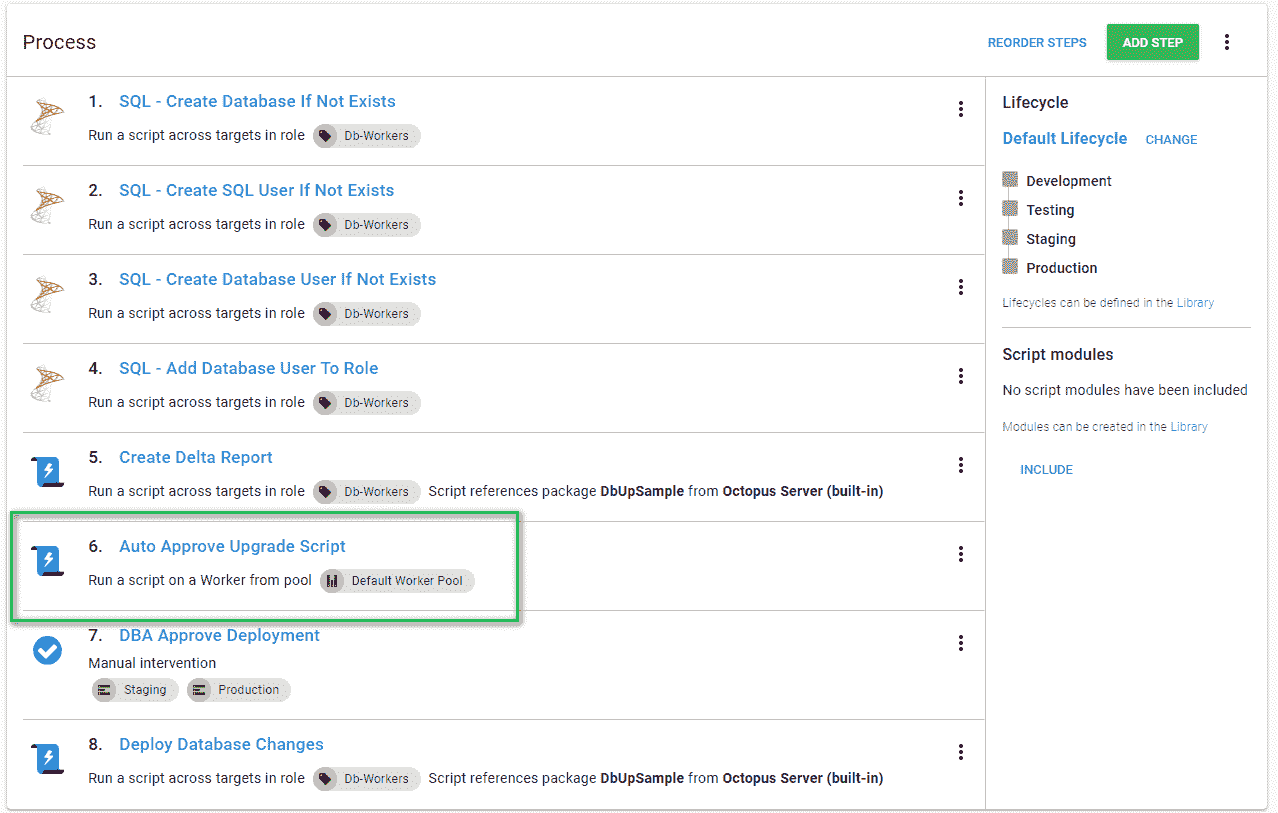 Process
REORDER STEPS
ADD STEP
1. SQL - Create Database If Not Exists
Run a script across targets in role Db-Workers
2. SQL - Create SQL User If Not Exists
Run a script across targets in role Db-Workers
3. SQL - Create Database User If Not Exists
Run a script across targets in role Db-Workers
4. SQL - Add Database User To Role
Run a script across targets in role Db-Workers
5. Create Delta Report
Run a script across targets in role Db-Workers Script references package DbUpSample from Octopus Server (built-in)
6. Auto Approve Upgrade Script
Run a script on a Worker from pool Default Worker Pool
7. DBA Approve Deployment
Manual intervention
Staging Production
8. Deploy Database Changes
Run a script across targets in role Db-Workers Script references package DbUpSample from Octopus Server (built-in)
Lifecycle
Default Lifecycle CHANGE
Development
Testing
Staging
Production
Lifecycles can be defined in the Library
Script modules
No script modules have been included
Modules can be created in the Library
INCLUDE